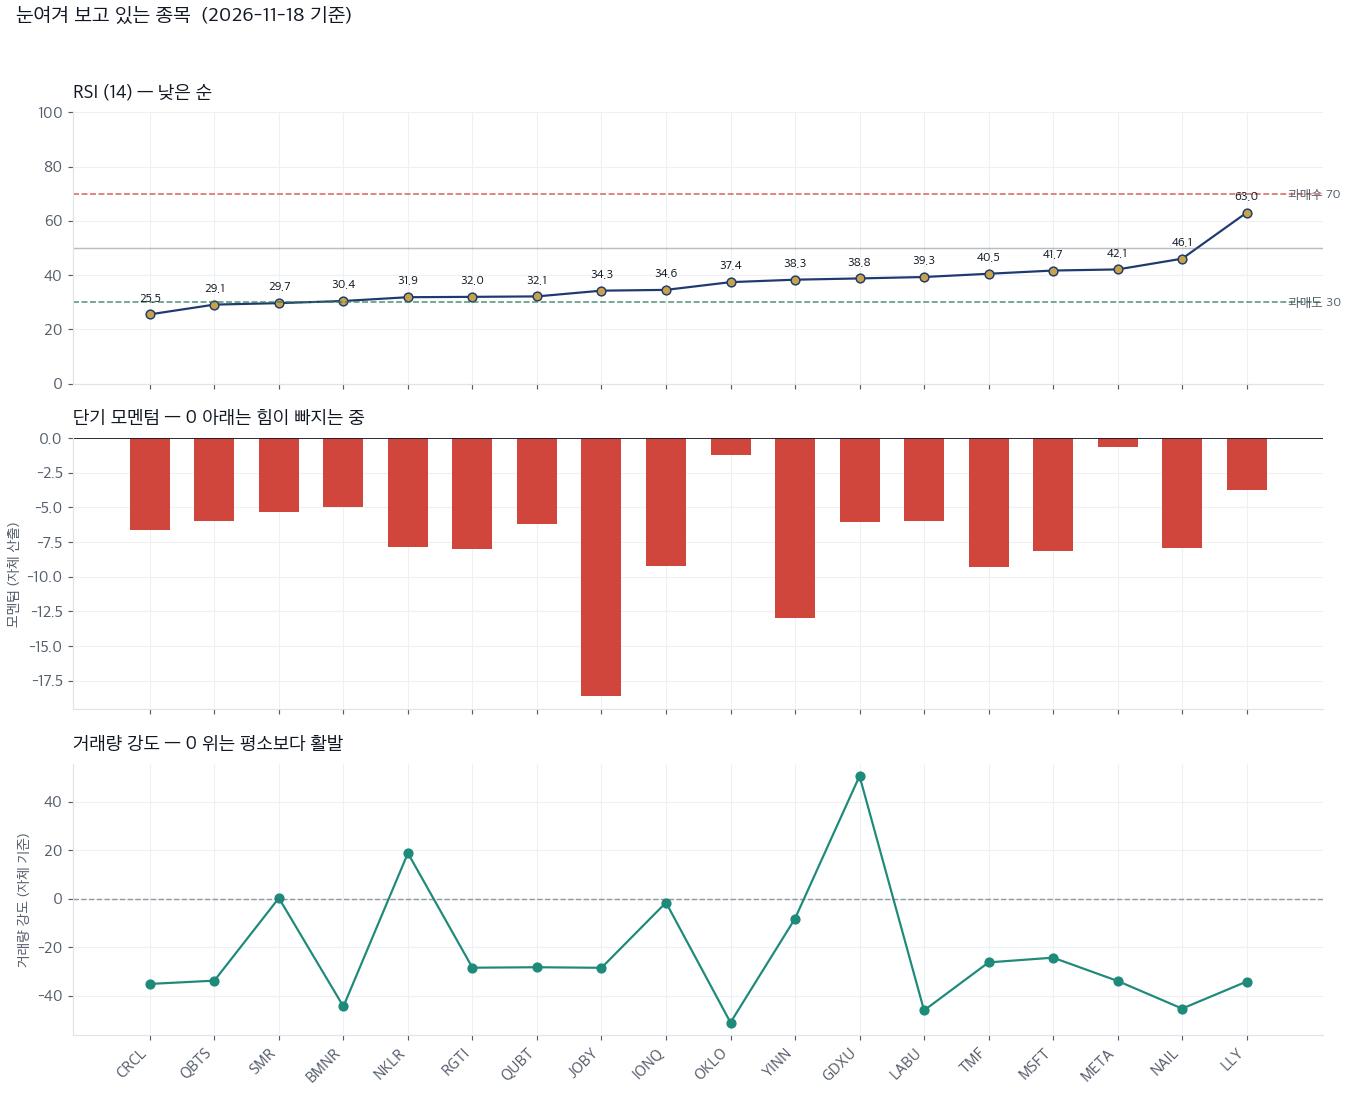 눈여겨 보고 있는 종목 (2026-11-18 기준)
RSI (14) — 낮은 순
100
80
60
40
20
0
25.5
29.1
29.7
30.4
31.9
32.0
32.1
34.3
34.6
37.4
38.3
38.8
39.3
40.5
41.7
42.1
46.1
63.0
과매수 70
과매도 30
단기 모멘텀 — 0 아래는 힘이 빠지는 중
모멘텀 (자체 산출)
0.0
-2.5
-5.0
-7.5
-10.0
-12.5
-15.0
-17.5
거래량 강도 — 0 위는 평소보다 활발
거래량 강도 (자체 기준)
40
20
0
-20
-40
CRCL
QBTS
SMR
BMNR
NKLR
RGTI
QUBT
JOBY
IONQ
OKLO
YINN
GDXU
LABU
TMF
MSFT
META
NAIL
LLY